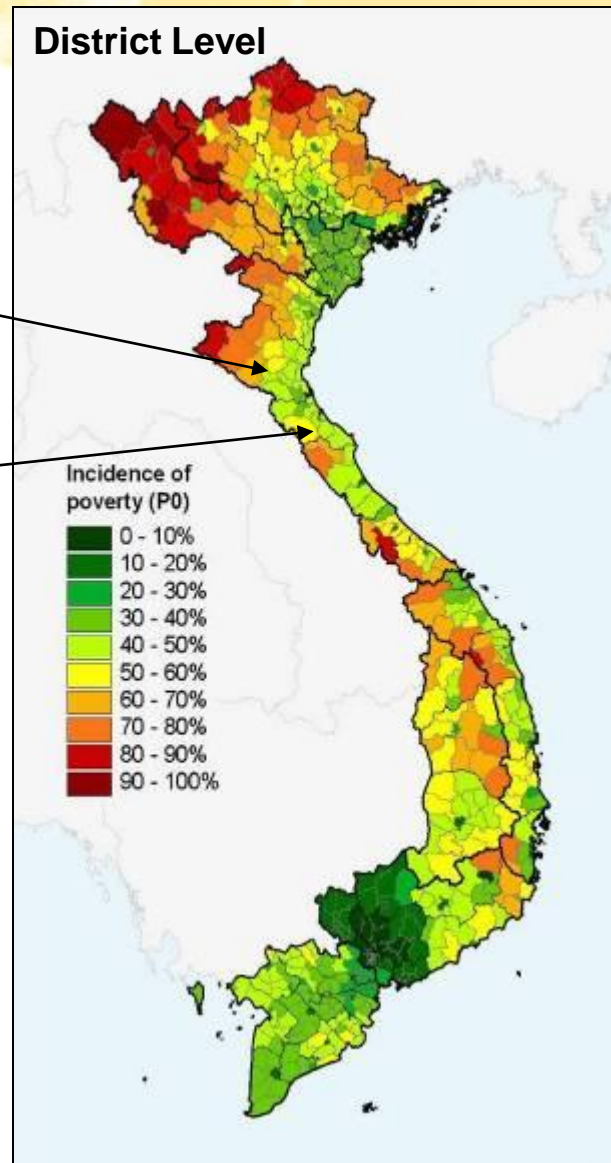 District Level
Incidence of
poverty (P0)
0 - 10%
10 - 20%
20 - 30%
30 - 40%
40 - 50%
50 - 60%
60 - 70%
70 - 80%
80 - 90%
90 - 100%